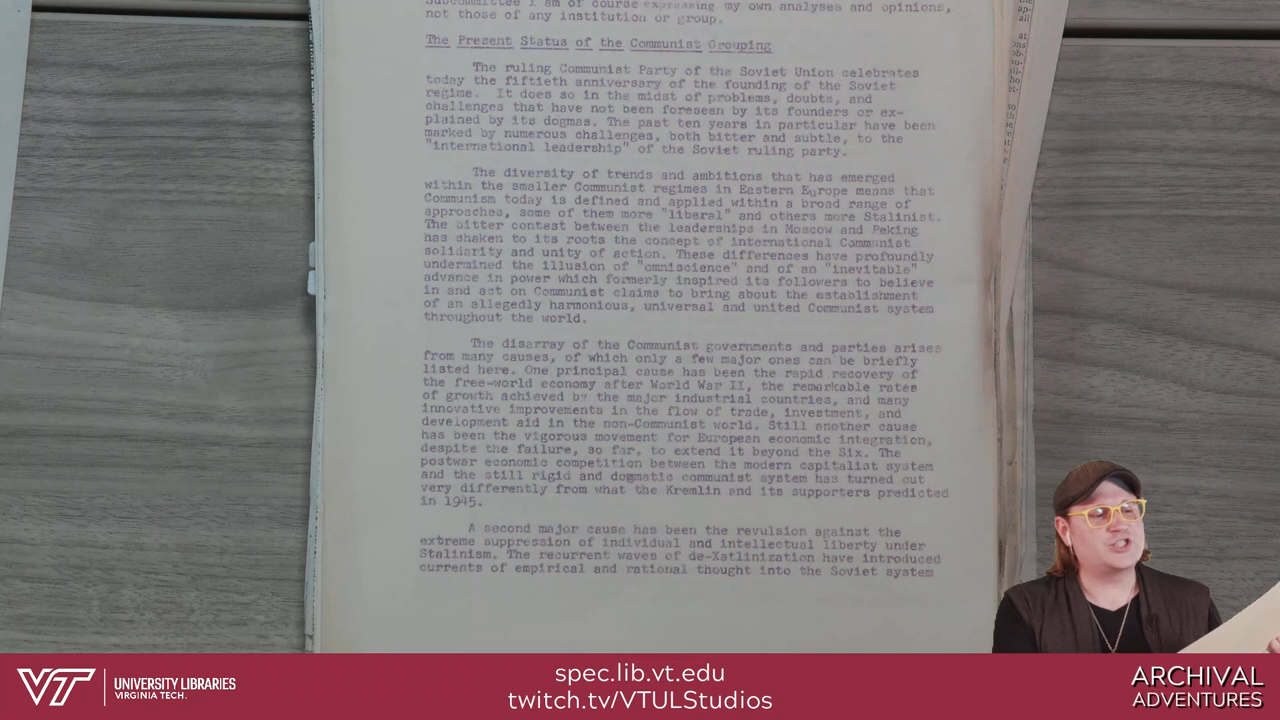 Subcommittee I am of course expressing my own analyses and opinions,
not those of any institution or group.
The Present Status of the Communist Grouping
The ruling Communist Party of the Soviet Union celebrates
today the fiftieth anniversary of the founding of the Soviet
regime. It does so in the midst of problems, doubts, and
challenges that have not been foreseen by its founders or ex-
plained by its dogmas. The past ten years in particular have been
marked by numerous challenges, both bitter and subtle, to the
"international leadership" of the Soviet ruling party.
The diversity of trends and ambitions that has emerged
within the smaller Communist regimes in Eastern Europe means that
Communism today is defined and applied within a broad range of
approaches, some of them more "liberal" and others more Stalinist.
The bitter contest between the leaderships in Moscow and Peking
has shaken to its roots the concept of international Communist
solidarity and unity of action. These differences have profoundly
undermined the illusion of "omniscience" and of an "inevitable"
advance in power which formerly inspired its followers to believe
in and act on Communist claims to bring about the establishment
of an allegedly harmonious, universal and united Communist system
throughout the world.
The disarray of the Communist governments and parties arises
from many causes, of which only a few major ones can be briefly
listed here. One principal cause has been the rapid recovery of
the free-world economy after World War II, the remarkable rates
of growth achieved by the major industrial countries, and many
innovative improvements in the flow of trade, investment, and
development aid in the non-Communist world. Still another cause
has been the vigorous movement for European economic integration,
despite the failure, so far, to extend it beyond the Six. The
postwar economic competition between the modern capitalist system
and the still rigid and dogmatic communist system has turned out
very differently from what the Kremlin and its supporters predicted
in 1945.
A second major cause has been the revulsion against the
extreme suppression of individual and intellectual liberty under
Stalinism. The recurrent waves of de-Xatlinization have introduced
currents of empirical and rational thought into the Soviet system
VT
UNIVERSITY LIBRARIES
VIRGINIA TECH.
spec.lib.vt.edu
twitch.tv/VTULStudios
ARCHIVAL
ADVENTURES